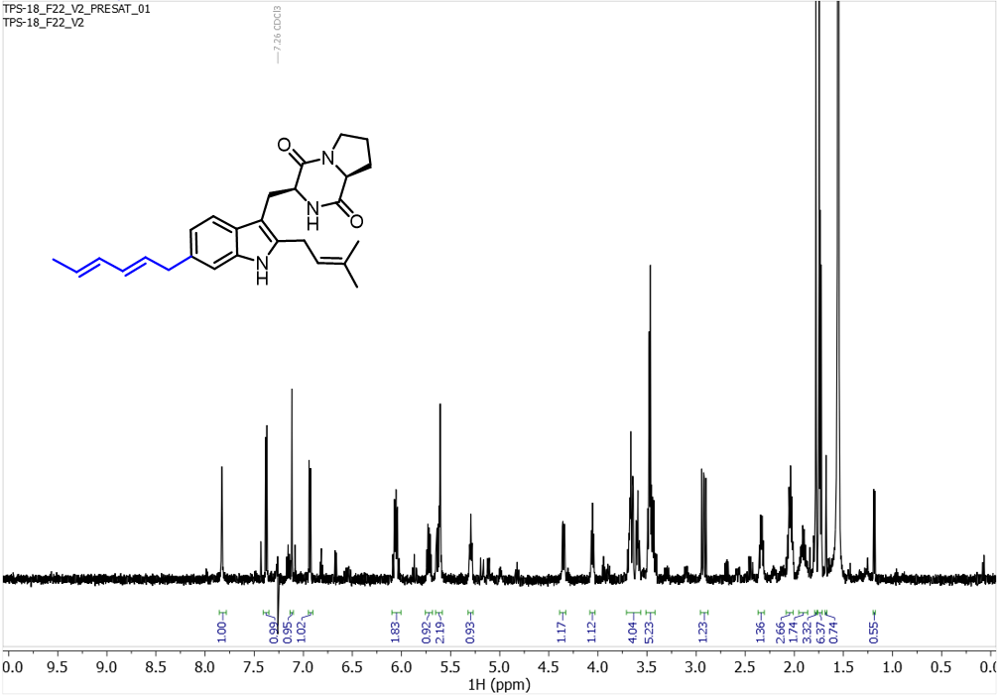 TPS-18_F22_V2_PRESAT_01
TPS-18_F22_V2
7.26 CDCl3
O
N
N
H
O
N
H
1.00
0.99
0.95
1.02
1.83
0.92
2.19
0.93
1.17
1.12
4.04
5.23
1.23
1.36
2.66
1.74
3.32
6.37
0.74
0.55
0.0 9.5 9.0 8.5 8.0 7.5 7.0 6.5 6.0 5.5 5.0 4.5 4.0 3.5 3.0 2.5 2.0 1.5 1.0 0.5 0.0
1H (ppm)